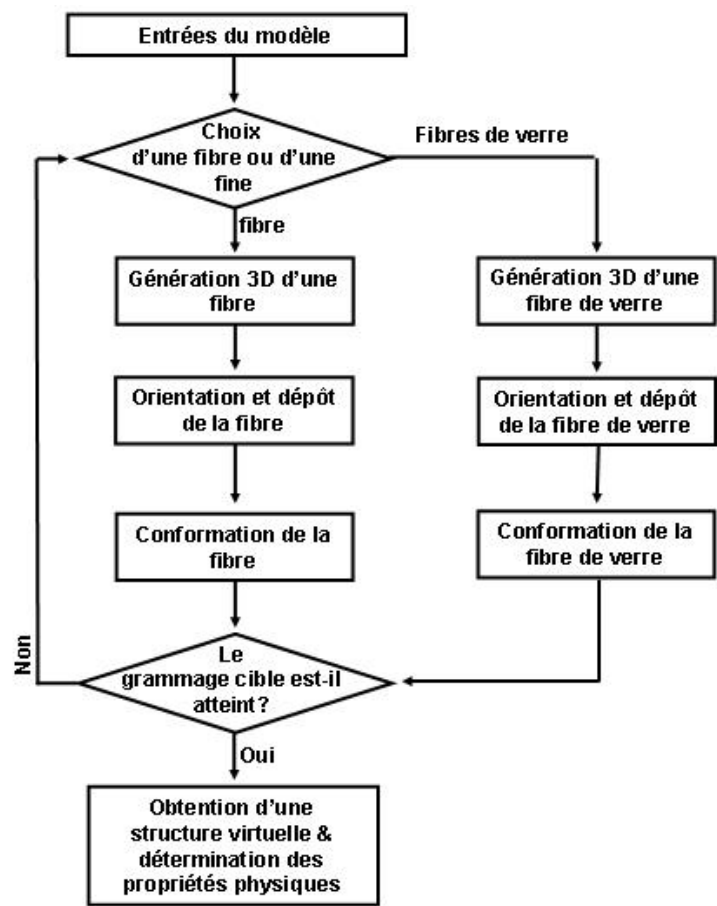 Entrées du modèle
Choix
d'une fibre ou d'une
fine
Fibres de verre
fibre
Génération 3D d'une
fibre
Génération 3D d'une
fibre de verre
Orientation et dépôt
de la fibre
Orientation et dépôt
de la fibre de verre
Conformation de la
fibre
Conformation de la
fibre de verre
Non
Le
grammage cible est-il
atteint?
Oui
Obtention d'une
structure virtuelle &
détermination des
propriétés physiques